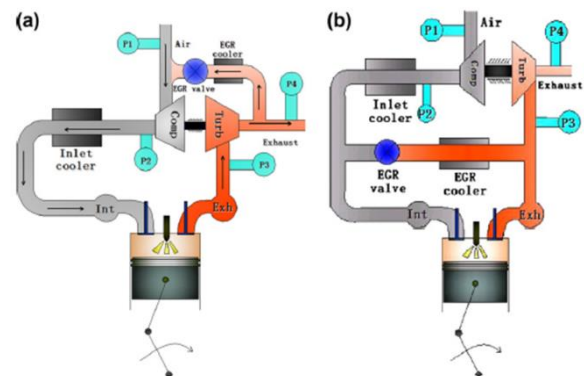 (a)
P1
Air
EGR
cooler
EGR valve
P4
Comp
Turb
Exhaust
Inlet
cooler
P2
P3
Int
Exh
(b)
P1
Air
P4
Comp
Turb
Exhaust
Inlet
cooler
P2
P3
EGR
valve
EGR
cooler
Int
Exh